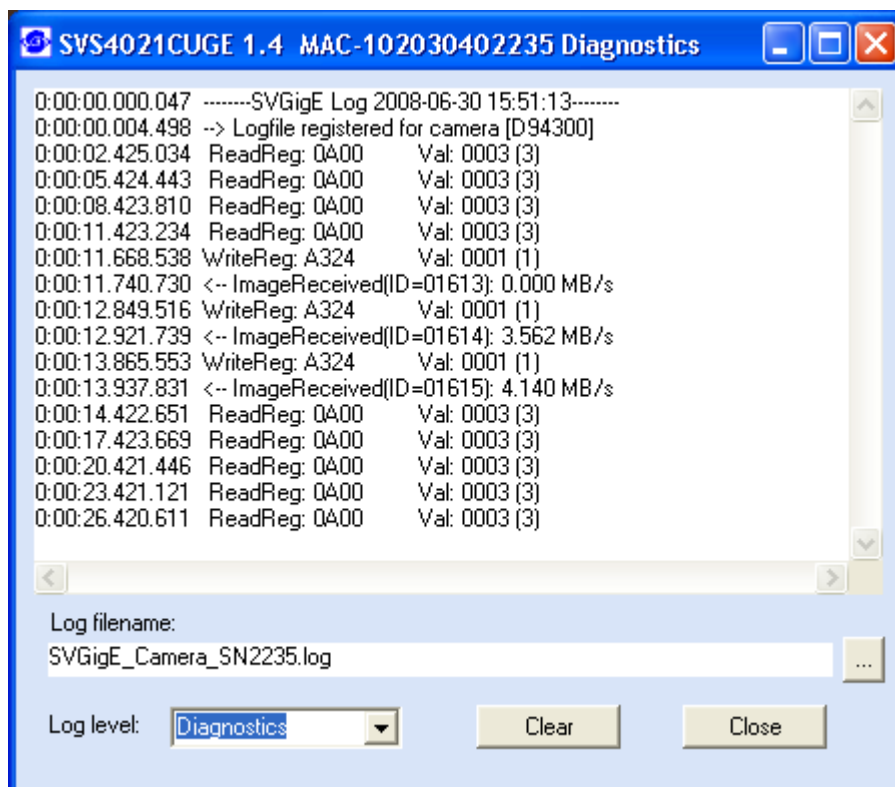 SVS4021CUGE 1.4 MAC-102030402235 Diagnostics
0:00:00.000.047 --------SVGigE Log 2008-06-30 15:51:13--------
0:00:00.004.498 --> Logfile registered for camera [D94300]
0:00:02.425.034 ReadReg: 0A00 Val: 0003 (3)
0:00:05.424.443 ReadReg: 0A00 Val: 0003 (3)
0:00:08.423.810 ReadReg: 0A00 Val: 0003 (3)
0:00:11.423.234 ReadReg: 0A00 Val: 0003 (3)
0:00:11.668.538 WriteReg: A324 Val: 0001 (1)
0:00:11.740.730 <-- ImageReceived(ID=01613): 0.000 MB/s
0:00:12.849.516 WriteReg: A324 Val: 0001 (1)
0:00:12.921.739 <-- ImageReceived(ID=01614): 3.562 MB/s
0:00:13.865.553 WriteReg: A324 Val: 0001 (1)
0:00:13.937.831 <-- ImageReceived(ID=01615): 4.140 MB/s
0:00:14.422.651 ReadReg: 0A00 Val: 0003 (3)
0:00:17.423.669 ReadReg: 0A00 Val: 0003 (3)
0:00:20.421.446 ReadReg: 0A00 Val: 0003 (3)
0:00:23.421.121 ReadReg: 0A00 Val: 0003 (3)
0:00:26.420.611 ReadReg: 0A00 Val: 0003 (3)
Log filename:
SVGigE_Camera_SN2235.log
...
Log level: Diagnostics Clear Close